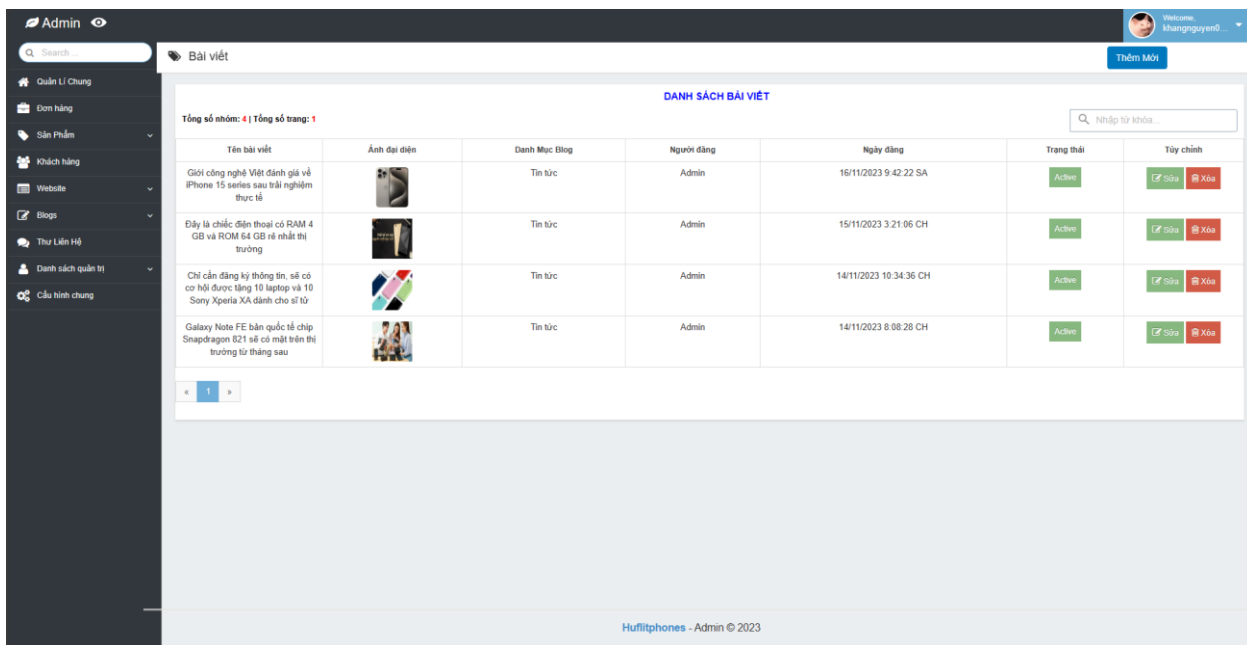 Admin
Welcome,
khangnguyen0...
Search ...
Bài viết
Thêm Mới
Quản Lí Chung
Đơn hàng
Sản Phẩm
Khách hàng
Website
Blogs
Thư Liên Hệ
Danh sách quản trị
Cấu hình chung
DANH SÁCH BÀI VIẾT
Tổng số nhóm: 4 | Tổng số trang: 1
Nhập từ khóa...
Tên bài viết Ảnh đại diện Danh Mục Blog Người đăng Ngày đăng Trạng thái Tùy chỉnh
Giới công nghệ Việt đánh giá về
iPhone 15 series sau trải nghiệm
thực tế
Tin tức Admin 16/11/2023 9:42:22 SA Active Sửa Xóa
Đây là chiếc điện thoại có RAM 4
GB và ROM 64 GB rẻ nhất thị
trường
Tin tức Admin 15/11/2023 3:21:06 CH Active Sửa Xóa
Chỉ cần đăng ký thông tin, sẽ có
cơ hội được tặng 10 laptop và 10
Sony Xperia XA dành cho sĩ tử
Tin tức Admin 14/11/2023 10:34:36 CH Active Sửa Xóa
Galaxy Note FE bản quốc tế chip
Snapdragon 821 sẽ có mặt trên thị
trường từ tháng sau
Tin tức Admin 14/11/2023 8:08:28 CH Active Sửa Xóa
« 1 »
Huflitphones - Admin © 2023